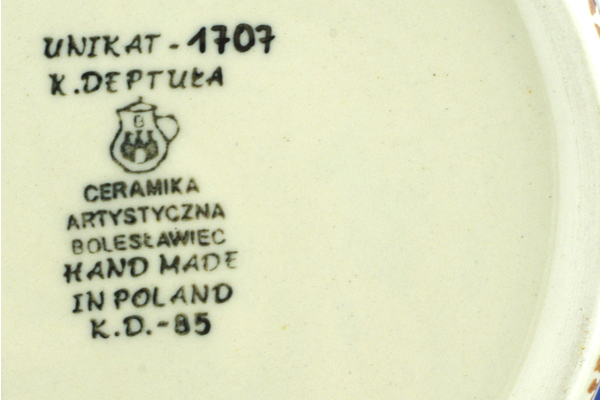 UNIKAT - 1707
K. DEPTUŁA
B
CERAMIKA
ARTYSTYCZNA
BOLESŁAWIEC
HAND MADE
IN POLAND
K.D.-85